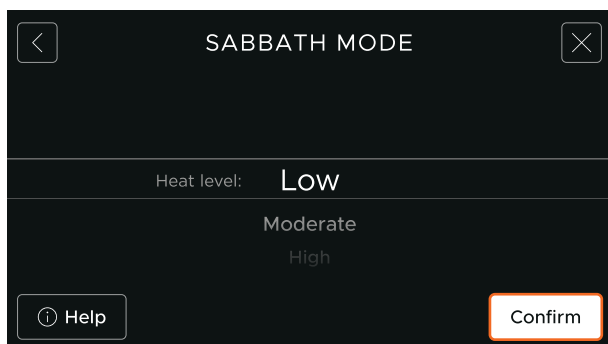 SABBATH MODE
Heat level: Low
Moderate
High
Help
Confirm